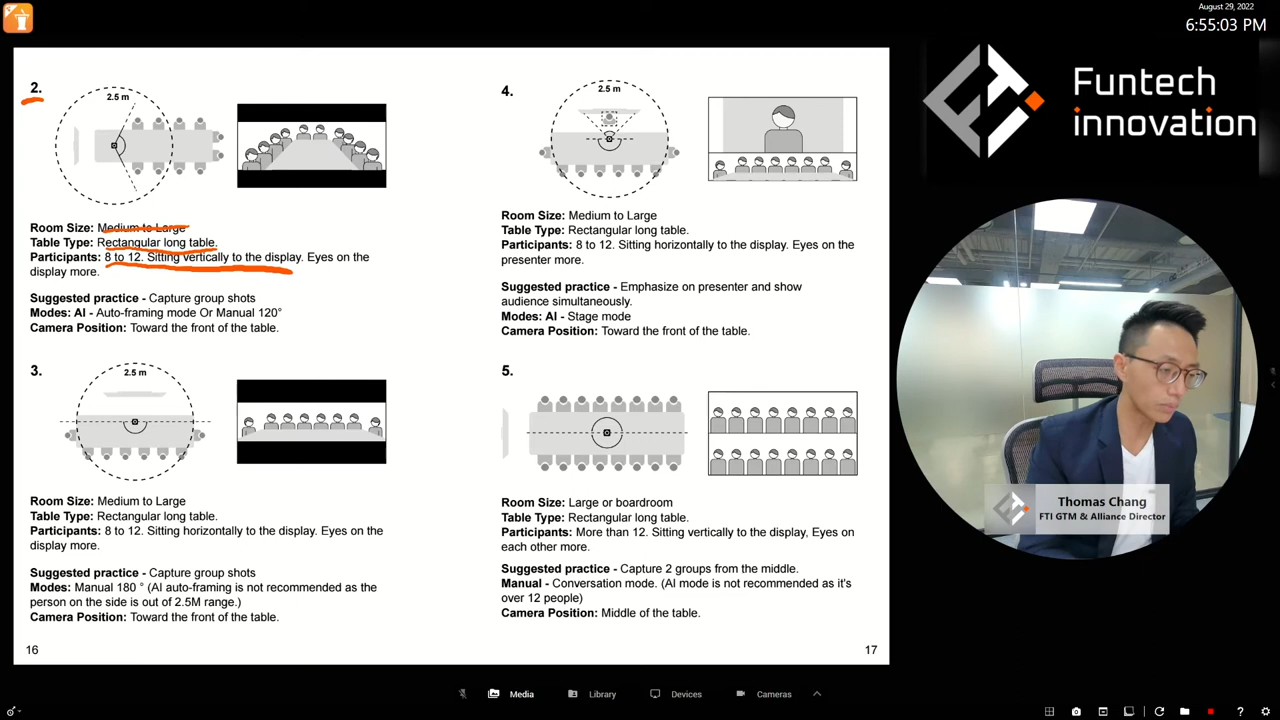 August 29, 2022
6:55:03 PM
Funtech
innovation
2.
2.5 m
Room Size: Medium to Large
Table Type: Rectangular long table.
Participants: 8 to 12. Sitting vertically to the display. Eyes on the
display more.
Suggested practice - Capture group shots
Modes: AI - Auto-framing mode Or Manual 120°
Camera Position: Toward the front of the table.
3.
2.5 m
Room Size: Medium to Large
Table Type: Rectangular long table.
Participants: 8 to 12. Sitting horizontally to the display. Eyes on the
display more.
Suggested practice - Capture group shots
Modes: Manual 180 ° (AI auto-framing is not recommended as the
person on the side is out of 2.5M range.)
Camera Position: Toward the front of the table.
16
4.
2.5 m
Room Size: Medium to Large
Table Type: Rectangular long table.
Participants: 8 to 12. Sitting horizontally to the display. Eyes on the
presenter more.
Suggested practice - Emphasize on presenter and show
audience simultaneously.
Modes: AI - Stage mode
Camera Position: Toward the front of the table.
5.
Room Size: Large or boardroom
Table Type: Rectangular long table.
Participants: More than 12. Sitting vertically to the display, Eyes on
each other more.
Suggested practice - Capture 2 groups from the middle.
Manual - Conversation mode. (AI mode is not recommended as it's
over 12 people)
Camera Position: Middle of the table.
17
Thomas Chang
FTI GTM & Alliance Director
Media
Library
Devices
Cameras